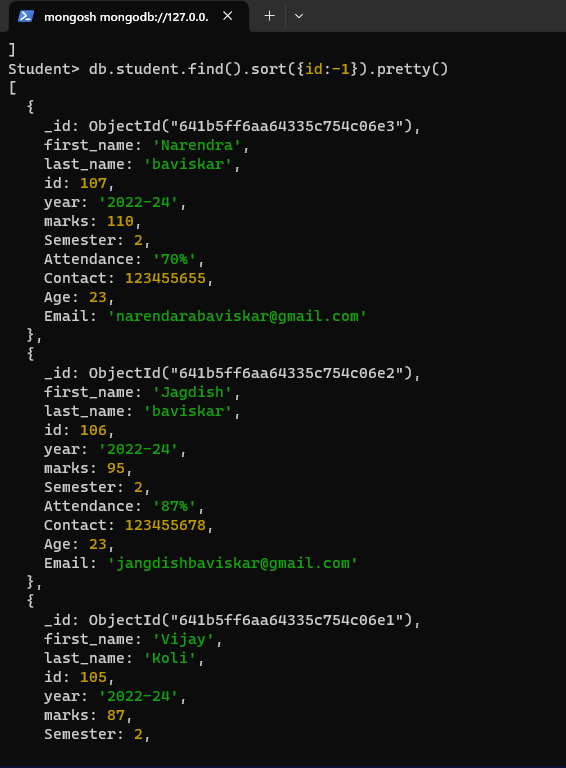 mongosh mongodb://127.0.0.
]
Student> db.student.find().sort({id:-1}).pretty()
[
  {
    _id: ObjectId("641b5ff6aa64335c754c06e3"),
    first_name: 'Narendra',
    last_name: 'baviskar',
    id: 107,
    year: '2022-24',
    marks: 110,
    Semester: 2,
    Attendance: '70%',
    Contact: 123455655,
    Age: 23,
    Email: 'narendarabaviskar@gmail.com'
  },
  {
    _id: ObjectId("641b5ff6aa64335c754c06e2"),
    first_name: 'Jagdish',
    last_name: 'baviskar',
    id: 106,
    year: '2022-24',
    marks: 95,
    Semester: 2,
    Attendance: '87%',
    Contact: 123455678,
    Age: 23,
    Email: 'jangdishbaviskar@gmail.com'
  },
  {
    _id: ObjectId("641b5ff6aa64335c754c06e1"),
    first_name: 'Vijay',
    last_name: 'Koli',
    id: 105,
    year: '2022-24',
    marks: 87,
    Semester: 2,